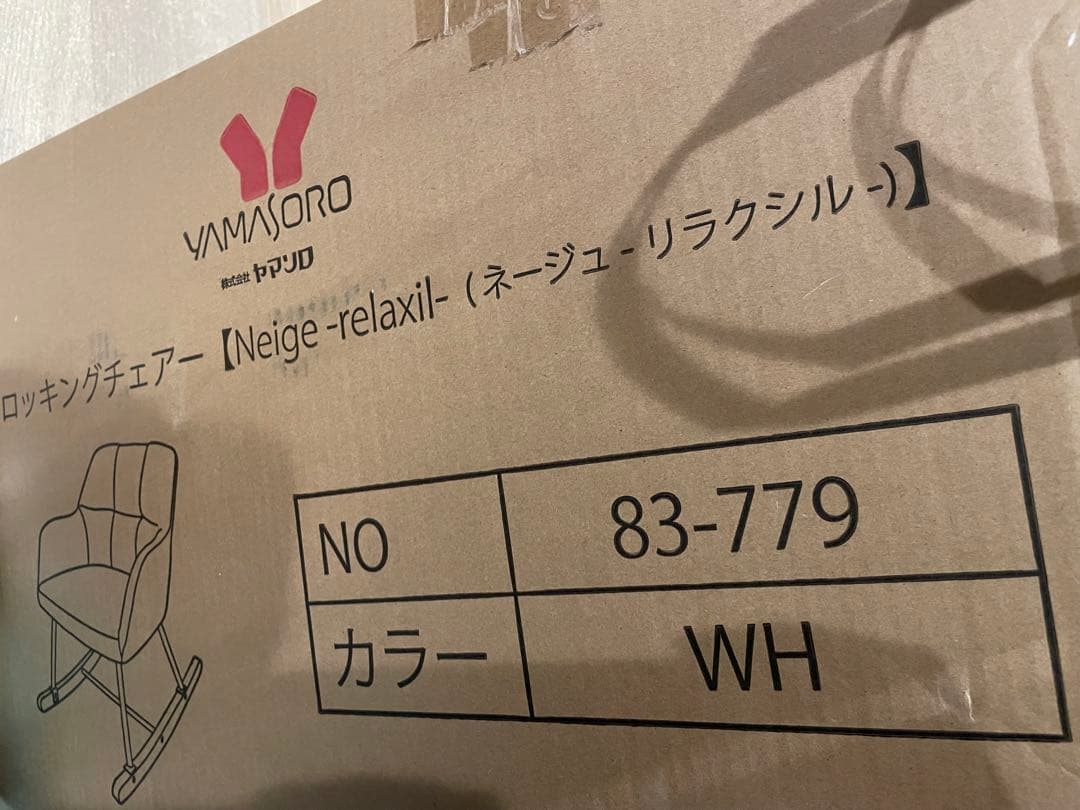 YAMASORO
株式会社 ヤマソロ
ロッキングチェアー【Neige -relaxil- (ネージュ - リラクシル -)】
NO 83-779
カラー WH